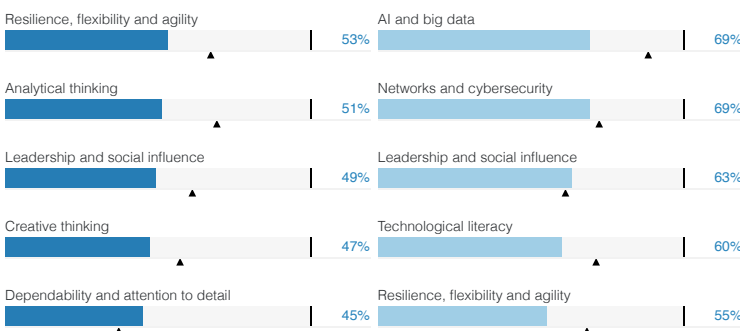 Resilience, flexibility and agility
53%
Analytical thinking
51%
Leadership and social influence
49%
Creative thinking
47%
Dependability and attention to detail
45%
AI and big data
69%
Networks and cybersecurity
69%
Leadership and social influence
63%
Technological literacy
60%
Resilience, flexibility and agility
55%